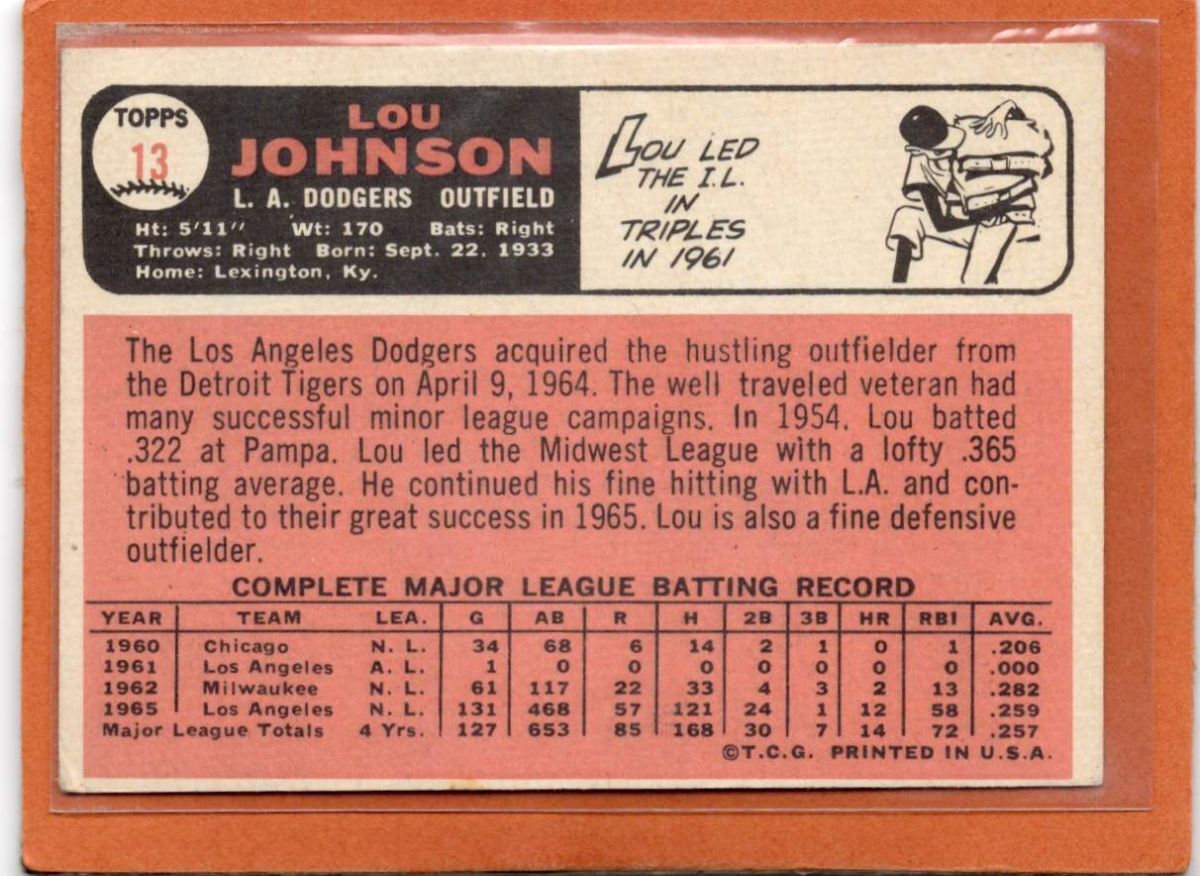 TOPPS
13
LOU
JOHNSON
L. A. DODGERS OUTFIELD
Ht: 5'11" Wt: 170 Bats: Right
Throws: Right Born: Sept. 22, 1933
Home: Lexington, Ky.
LOU LED
THE I.L.
IN
TRIPLES
IN 1961
The Los Angeles Dodgers acquired the hustling outfielder from
the Detroit Tigers on April 9, 1964. The well traveled veteran had
many successful minor league campaigns. In 1954, Lou batted
.322 at Pampa. Lou led the Midwest League with a lofty .365
batting average. He continued his fine hitting with L.A. and con-
tributed to their great success in 1965. Lou is also a fine defensive
outfielder.
COMPLETE MAJOR LEAGUE BATTING RECORD
YEAR TEAM LEA. G AB R H 2B 3B HR RBI AVG.
1960 Chicago N. L. 34 68 6 14 2 1 0 1 .206
1961 Los Angeles A. L. 1 0 0 0 0 0 0 0 .000
1962 Milwaukee N. L. 61 117 22 33 4 3 2 13 .282
1965 Los Angeles N. L. 131 468 57 121 24 1 12 58 .259
Major League Totals 4 Yrs. 127 653 85 168 30 7 14 72 .257
©T.C.G. PRINTED IN U.S.A.